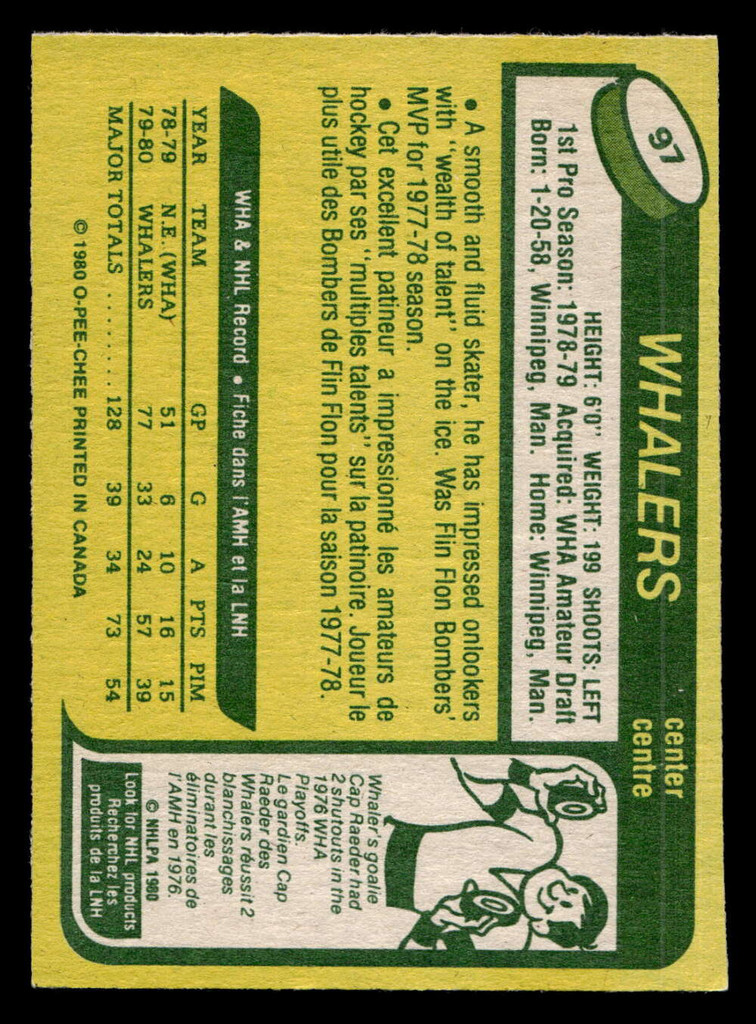 97
WHALERS
center
centre
HEIGHT: 6'0" WEIGHT: 199 SHOOTS: LEFT
1st Pro Season: 1978-79 Acquired: WHA Amateur Draft
Born: 1-20-58, Winnipeg, Man. Home: Winnipeg, Man.
• A smooth and fluid skater, he has impressed onlookers
with "wealth of talent" on the ice. Was Flin Flon Bombers'
MVP for 1977-78 season.
• Cet excellent patineur a impressionné les amateurs de
hockey par ses "multiples talents" sur la patinoire. Joueur le
plus utile des Bombers de Flin Flon pour la saison 1977-78.
WHA & NHL Record • Fiche dans l'AMH et la LNH
YEAR TEAM GP G A PTS PIM
78-79 N.E. (WHA) 51 6 10 16 15
79-80 WHALERS 77 33 24 57 39
MAJOR TOTALS ........ 128 39 34 73 54
© 1980 O-PEE-CHEE PRINTED IN CANADA
Whaler's goalie
Cap Raeder had
2 shutouts in the
1976 WHA
Playoffs.
Le gardien Cap
Raeder des
Whalers réussit 2
blanchissages
durant les
éliminatoires de
l'AMH en 1976.
© NHLPA 1980
Look for NHL products
Recherchez les
produits de la LNH